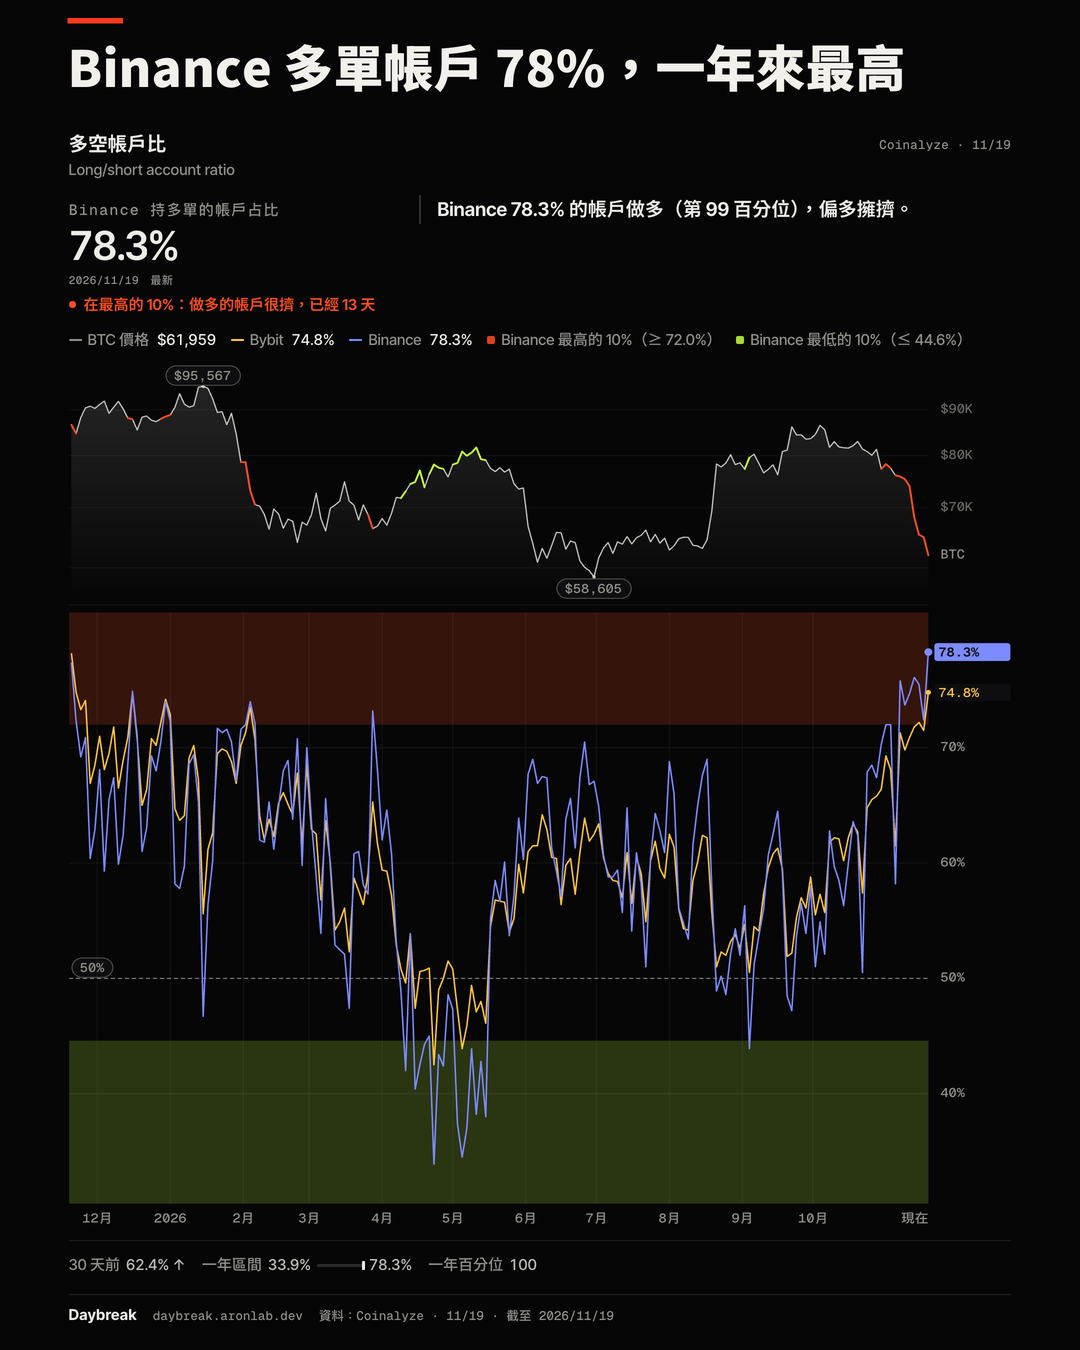 Binance 多單帳戶 78%，一年來最高
多空帳戶比
Coinalyze · 11/19
Long/short account ratio
Binance 持多單的帳戶占比
Binance 78.3% 的帳戶做多（第 99 百分位），偏多擁擠。
78.3%
2026/11/19 最新
在最高的 10%：做多的帳戶很擠，已經 13 天
BTC 價格 $61,959 Bybit 74.8% Binance 78.3% Binance 最高的 10%（≥ 72.0%） Binance 最低的 10%（≤ 44.6%）
$95,567
$90K
$80K
$70K
BTC
$58,605
78.3%
74.8%
70%
60%
50%
50%
40%
12月 2026 2月 3月 4月 5月 6月 7月 8月 9月 10月 現在
30 天前 62.4% ↑ 一年區間 33.9% 78.3% 一年百分位 100
Daybreak daybreak.aronlab.dev 資料：Coinalyze · 11/19 · 截至 2026/11/19